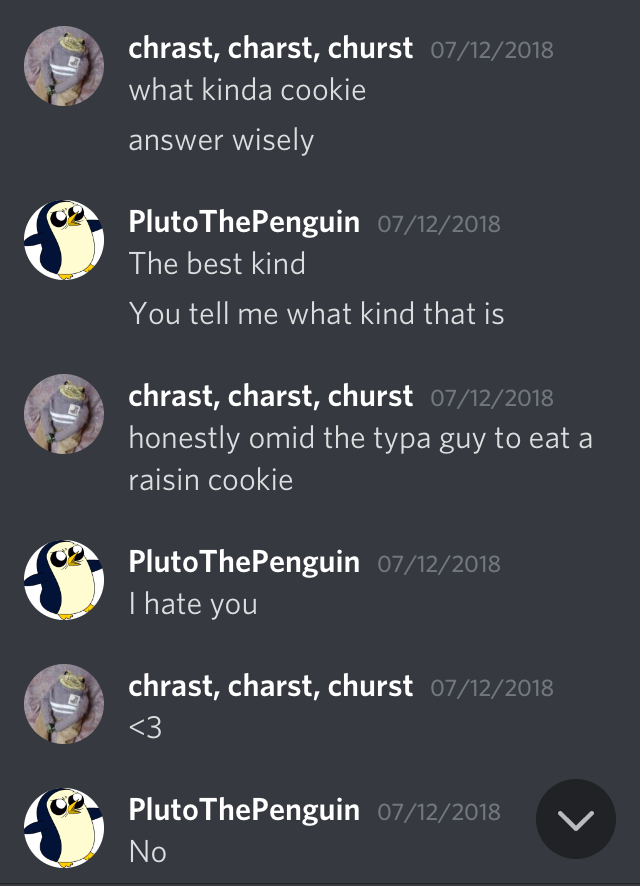 chrast, charst, churst 07/12/2018
what kinda cookie
answer wisely
PlutoThePenguin 07/12/2018
The best kind
You tell me what kind that is
chrast, charst, churst 07/12/2018
honestly omid the typa guy to eat a
raisin cookie
PlutoThePenguin 07/12/2018
I hate you
chrast, charst, churst 07/12/2018
<3
PlutoThePenguin 07/12/2018
No